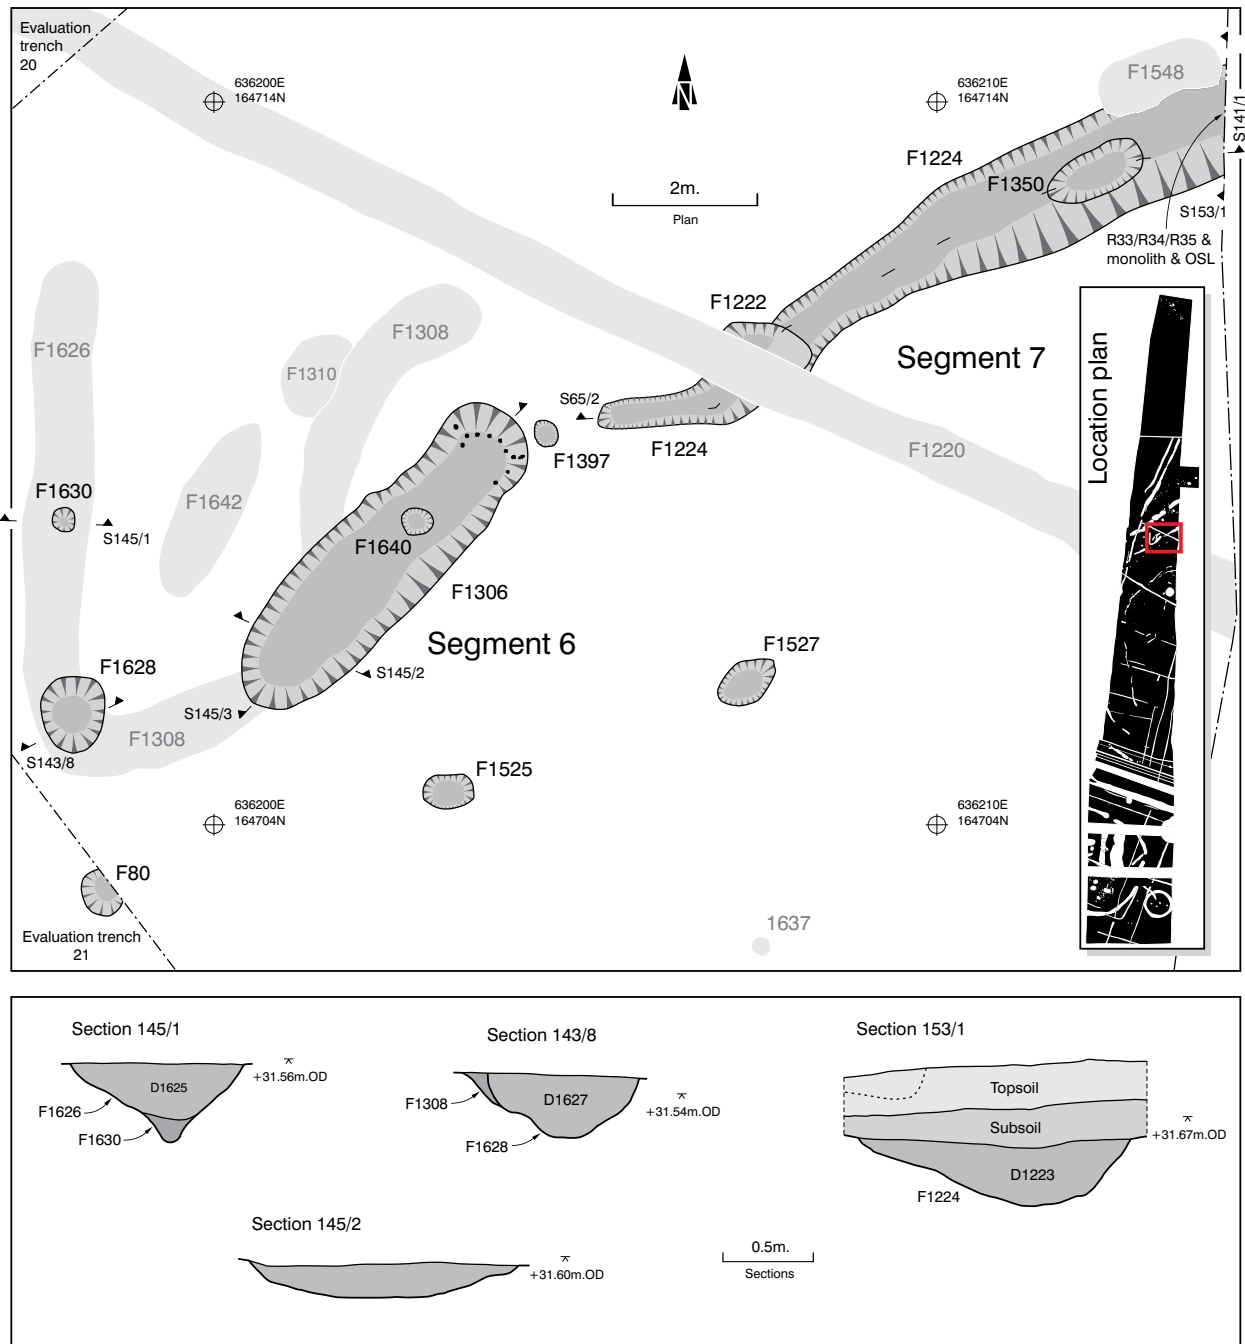 Evaluation
trench
20
636200E
164714N
N
636210E
164714N
F1548
S141/1
F1224
F1350
2m.
Plan
S153/1
R33/R34/R35 &
monolith & OSL
F1222
F1626
F1308
F1310
Segment 7
Location plan
S65/2
F1224
F1397
F1220
F1630
F1642
S145/1
F1640
F1306
Segment 6
F1527
F1628
S145/2
S145/3
F1308
S143/8
F1525
636200E
164704N
636210E
164704N
F80
Evaluation trench
21
1637
Section 145/1
D1625
+31.56m.OD
F1626
F1630
Section 143/8
F1308
D1627
+31.54m.OD
F1628
Section 153/1
Topsoil
Subsoil
+31.67m.OD
D1223
F1224
Section 145/2
+31.60m.OD
0.5m.
Sections